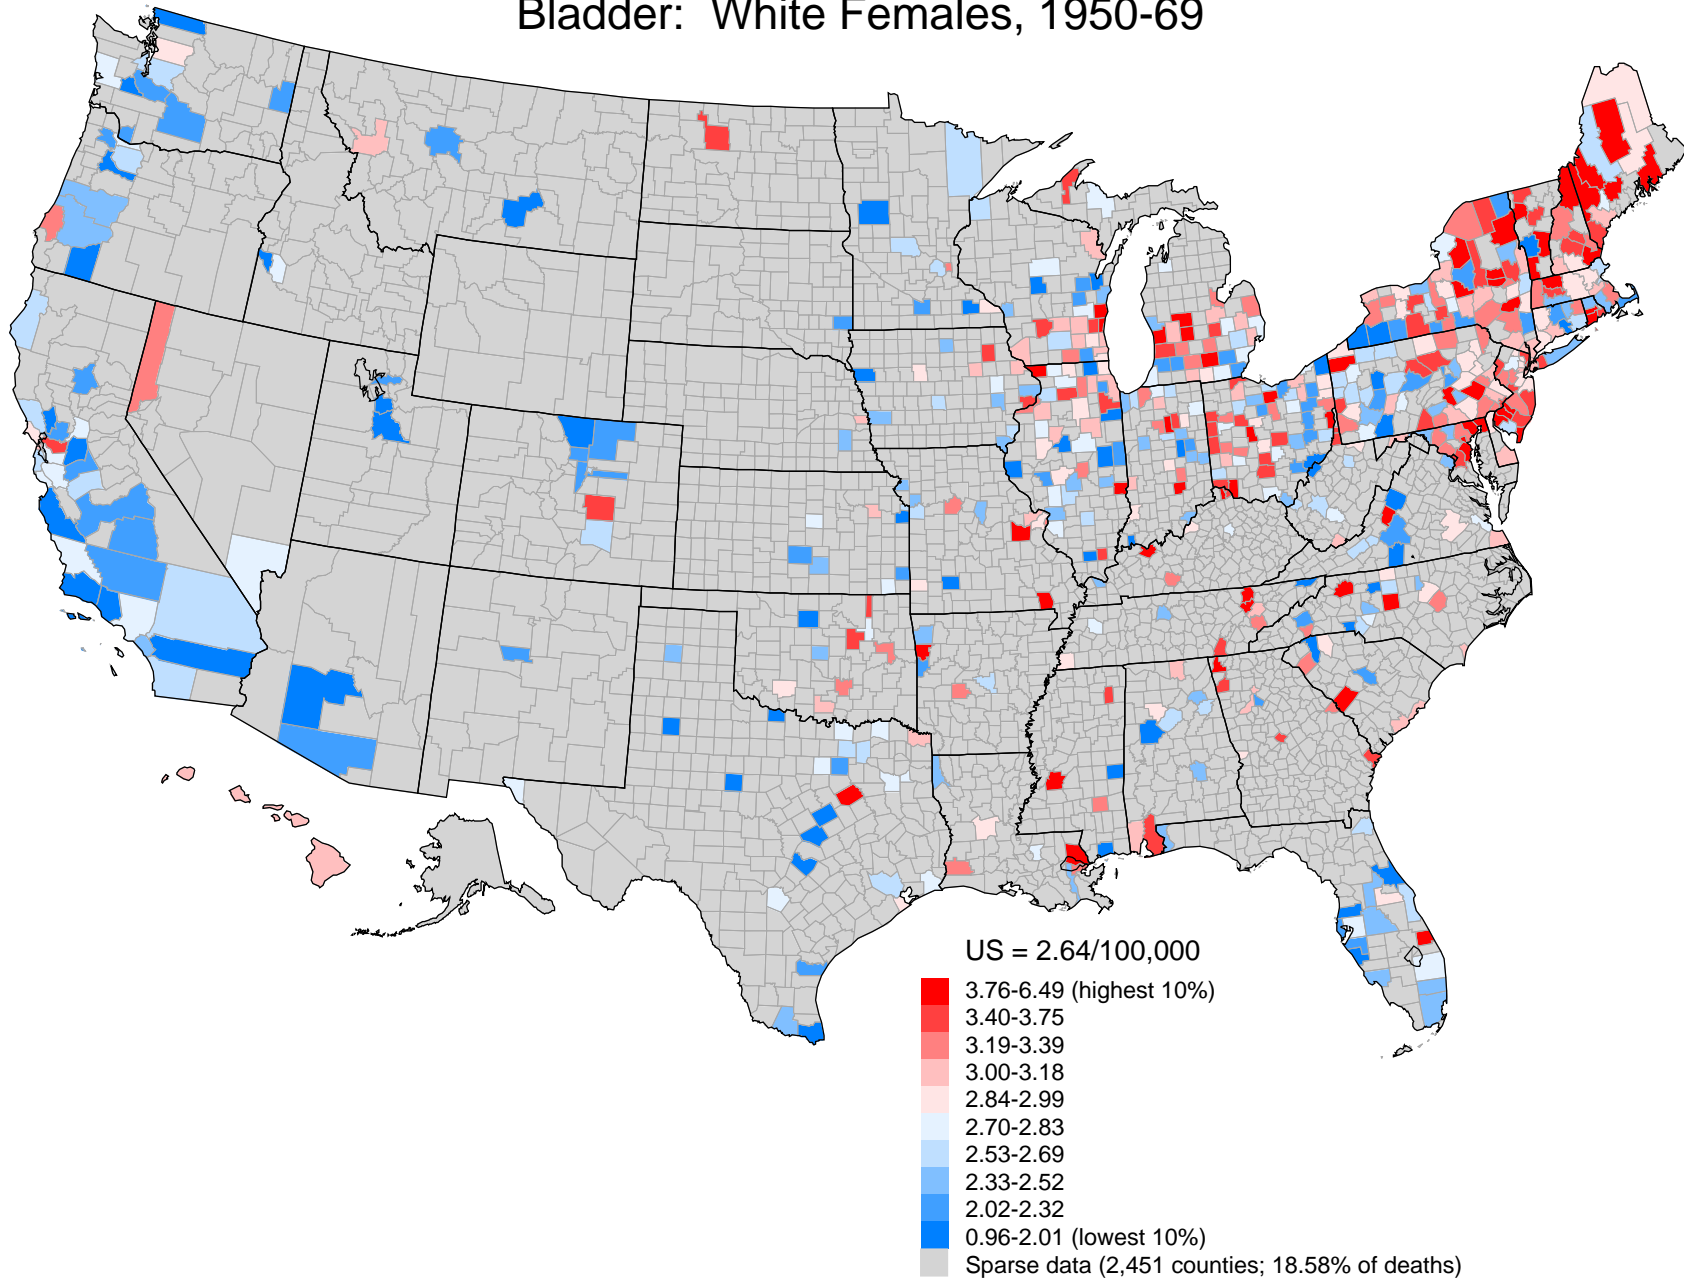 Bladder: White Females, 1950-69
US = 2.64/100,000
3.76-6.49 (highest 10%)
3.40-3.75
3.19-3.39
3.00-3.18
2.84-2.99
2.70-2.83
2.53-2.69
2.33-2.52
2.02-2.32
0.96-2.01 (lowest 10%)
Sparse data (2,451 counties; 18.58% of deaths)